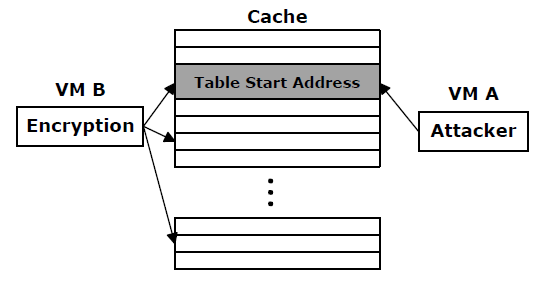 Cache
Table Start Address
VM B
Encryption
VM A
Attacker